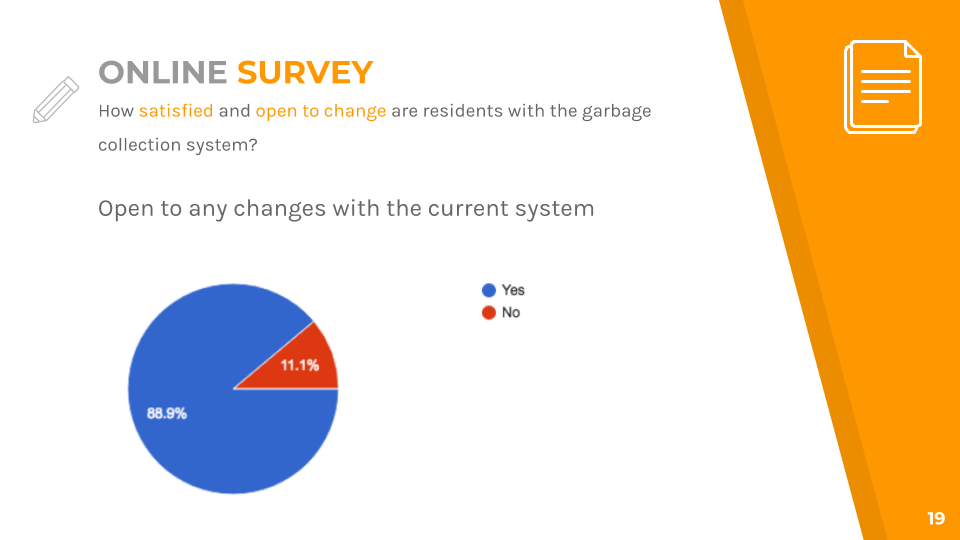 ONLINE SURVEY
How satisfied and open to change are residents with the garbage
collection system?
Open to any changes with the current system
Yes
No
11.1%
88.9%
19